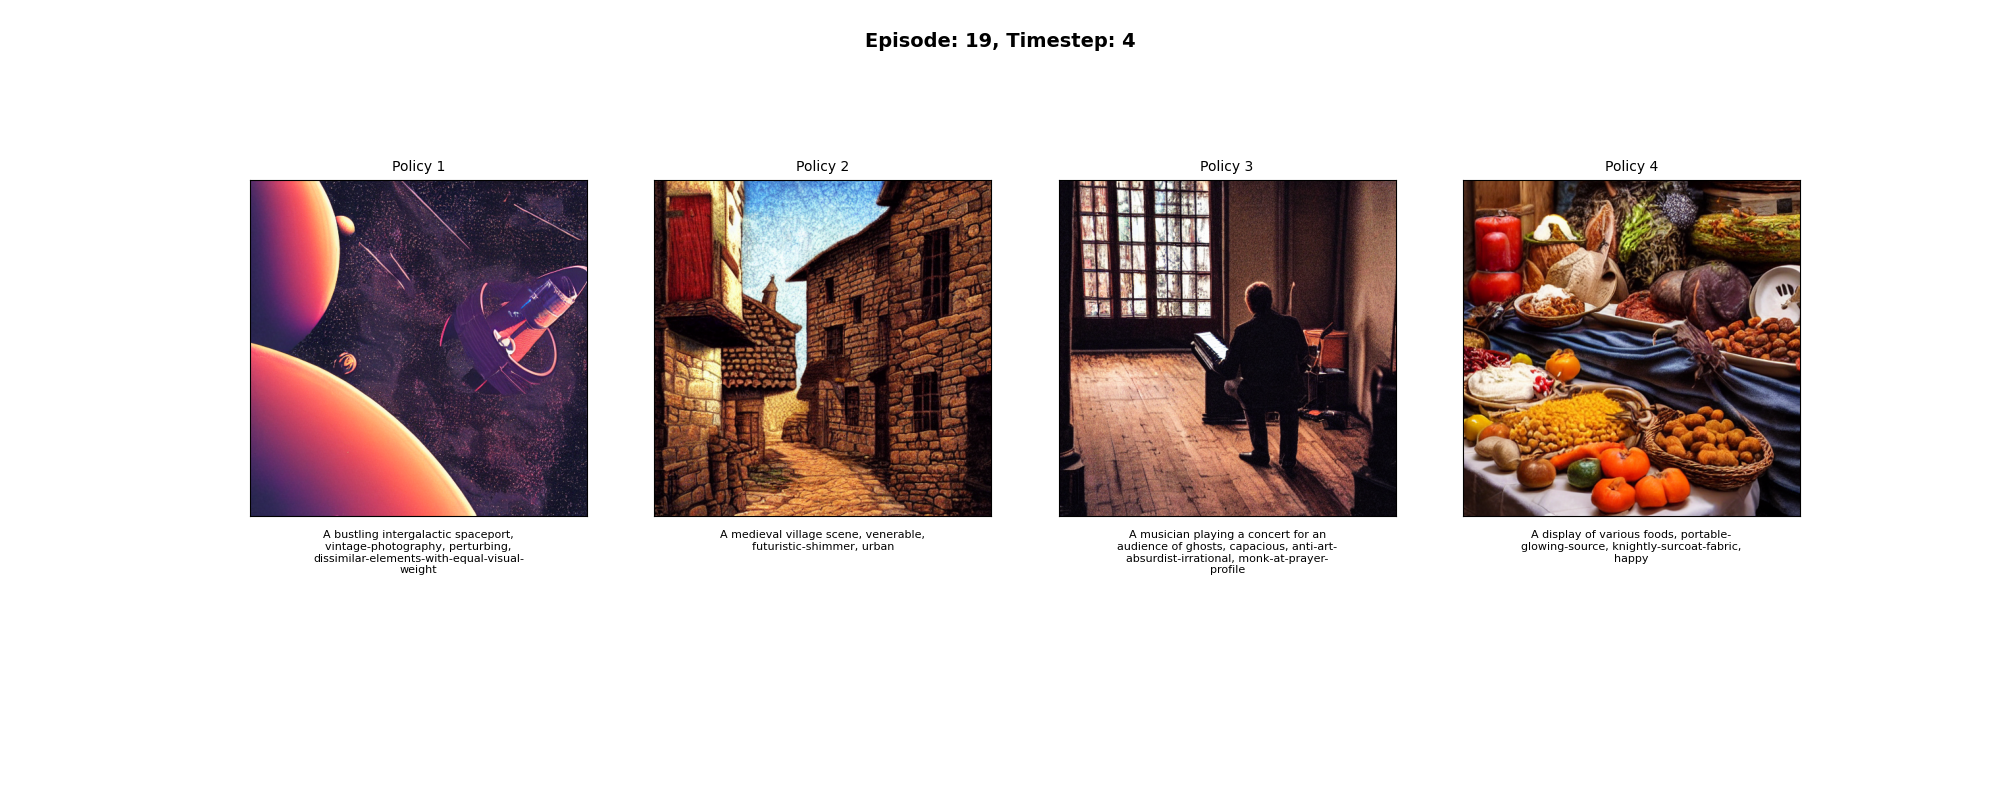 Episode: 19, Timestep: 4
Policy 1
Policy 2
Policy 3
Policy 4
A bustling intergalactic spaceport,
vintage-photography, perturbing,
dissimilar-elements-with-equal-visual-
weight
A medieval village scene, venerable,
futuristic-shimmer, urban
A musician playing a concert for an
audience of ghosts, capacious, anti-art-
absurdist-irrational, monk-at-prayer-
profile
A display of various foods, portable-
glowing-source, knightly-surcoat-fabric,
happy